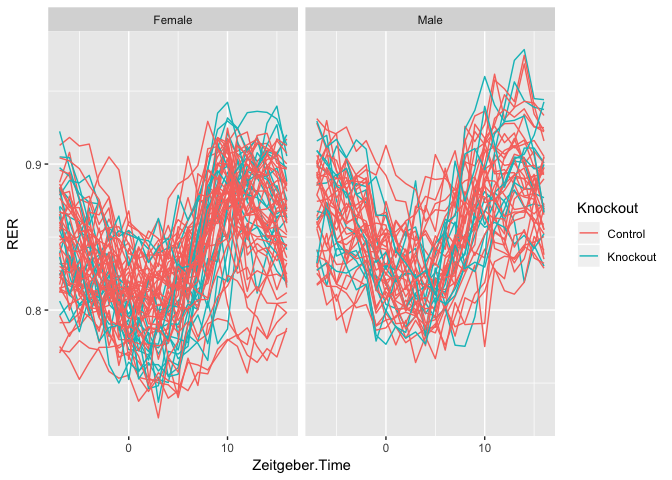 Female
Male
0.9
0.8
RER
0
10
0
10
Zeitgeber.Time
Knockout
Control
Knockout